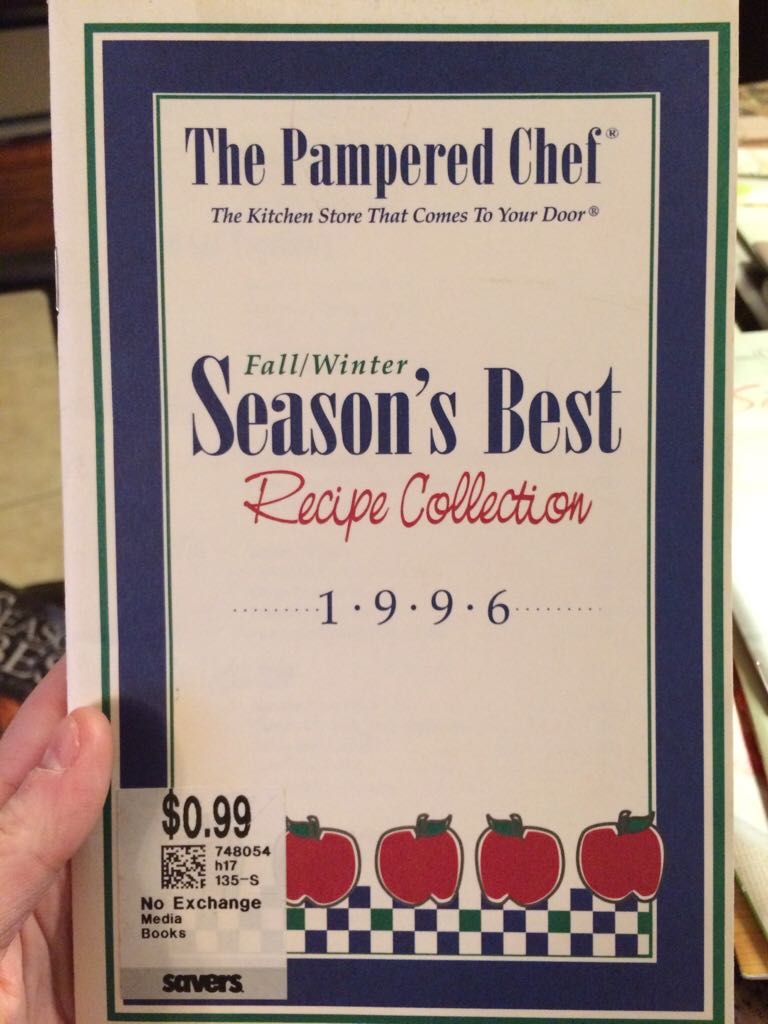 The Pampered Chef®
The Kitchen Store That Comes To Your Door®
Fall/Winter
Season's Best
Recipe Collection
1·9·9·6
$0.99
748054
h17
135-S
No Exchange
Media
Books
savers